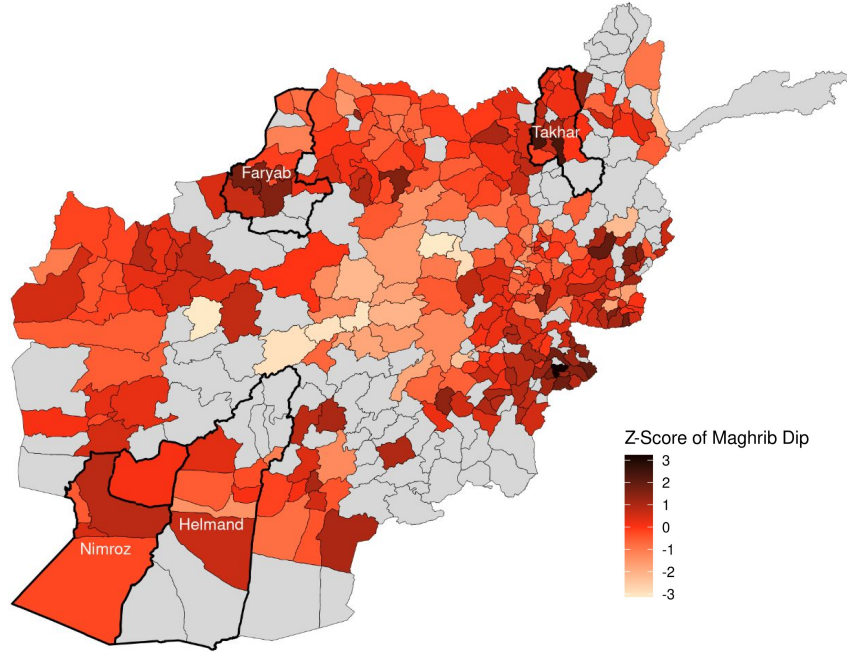 Takhar
Faryab
Z-Score of Maghrib Dip
3
2
1
0
-1
-2
-3
Helmand
Nimroz